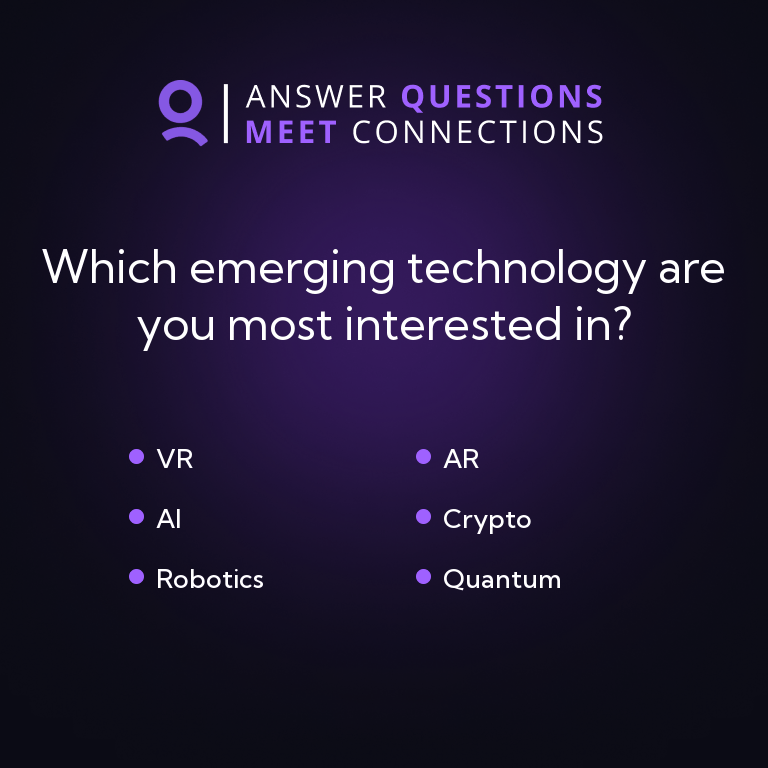 ANSWER QUESTIONS
MEET CONNECTIONS
Which emerging technology are
you most interested in?
VR
AR
AI
Crypto
Robotics
Quantum